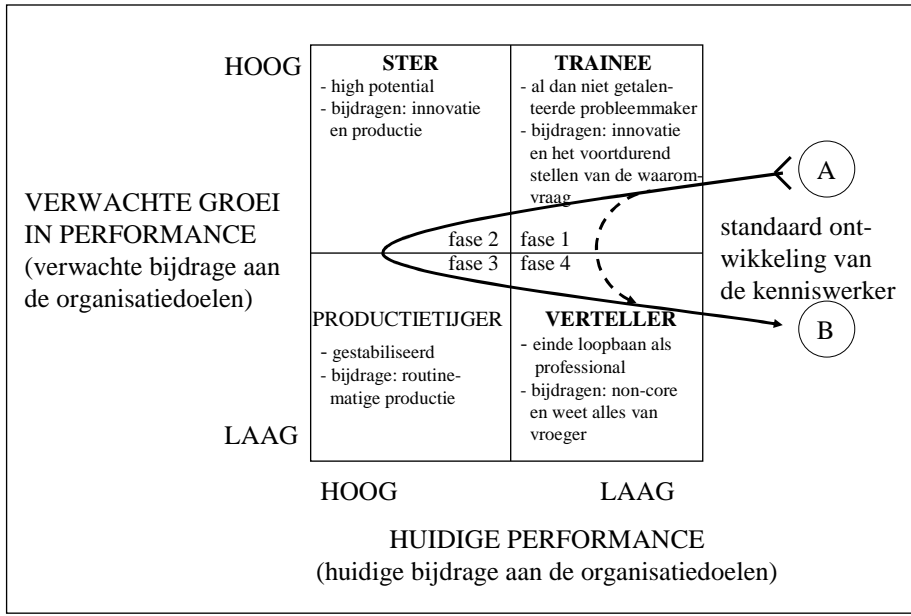 HOOG
STER
- high potential
- bijdragen: innovatie
en productie
TRAINEE
- al dan niet getalen-
teerde probleemmaker
- bijdragen: innovatie
en het voortdurend
stellen van de waarom-
vraag
A
VERWACHTE GROEI
IN PERFORMANCE
(verwachte bijdrage aan
de organisatiedoelen)
fase 2
fase 1
fase 3
fase 4
standaard ont-
wikkeling van
de kenniswerker
B
PRODUCTIETIJGER
- gestabiliseerd
- bijdrage: routine-
matige productie
VERTELLER
- einde loopbaan als
professional
- bijdragen: non-core
en weet alles van
vroeger
LAAG
HOOG
LAAG
HUIDIGE PERFORMANCE
(huidige bijdrage aan de organisatiedoelen)